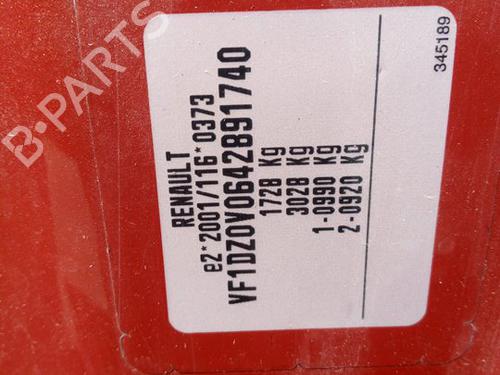 RENAULT
e2*2001/116*0373
VF1DZ0V0642891740
1728 Kg
3028 Kg
1-0990 Kg
2-0920 Kg
345189
B-PARTS